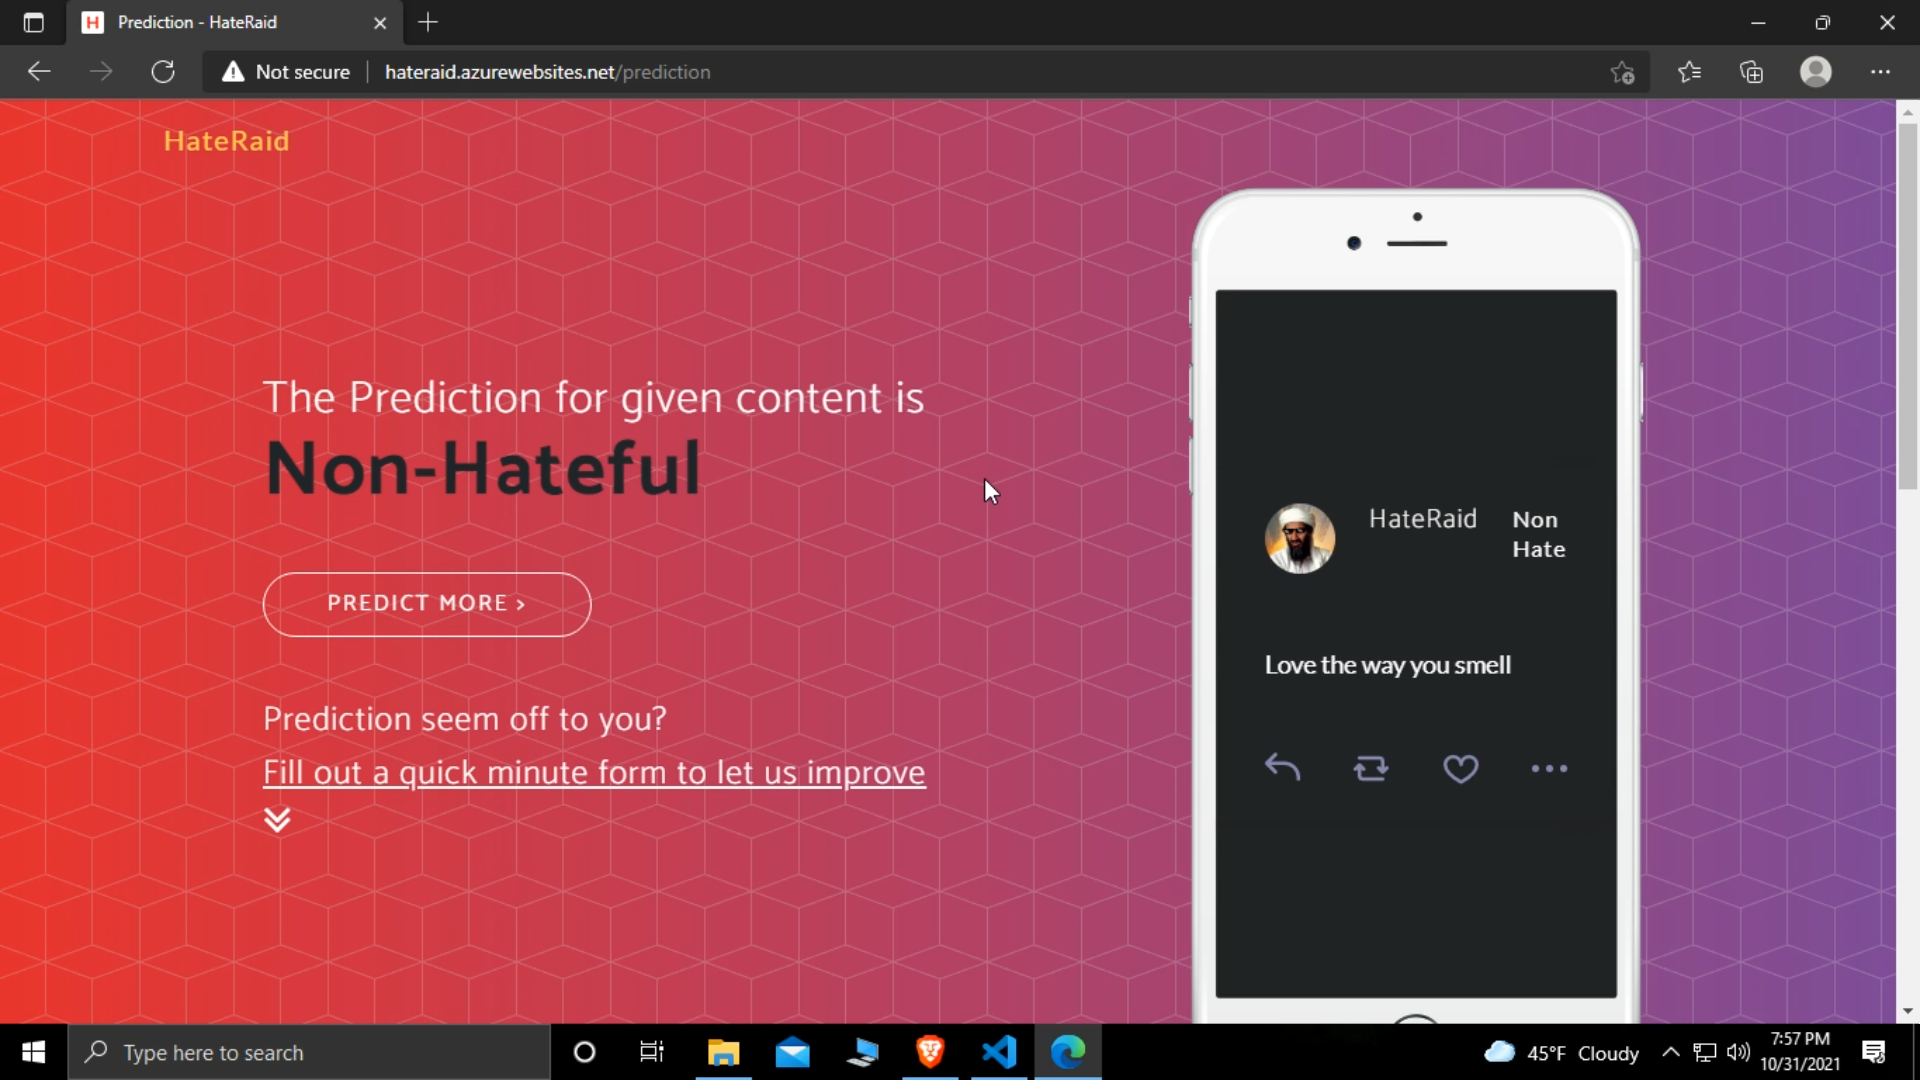 Prediction - HateRaid
Not secure
hateraid.azurewebsites.net/prediction
HateRaid
The Prediction for given content is
Non-Hateful
PREDICT MORE >
Prediction seem off to you?
Fill out a quick minute form to let us improve
HateRaid
Non
Hate
Love the way you smell
Type here to search
45°F Cloudy
7:57 PM
10/31/2021